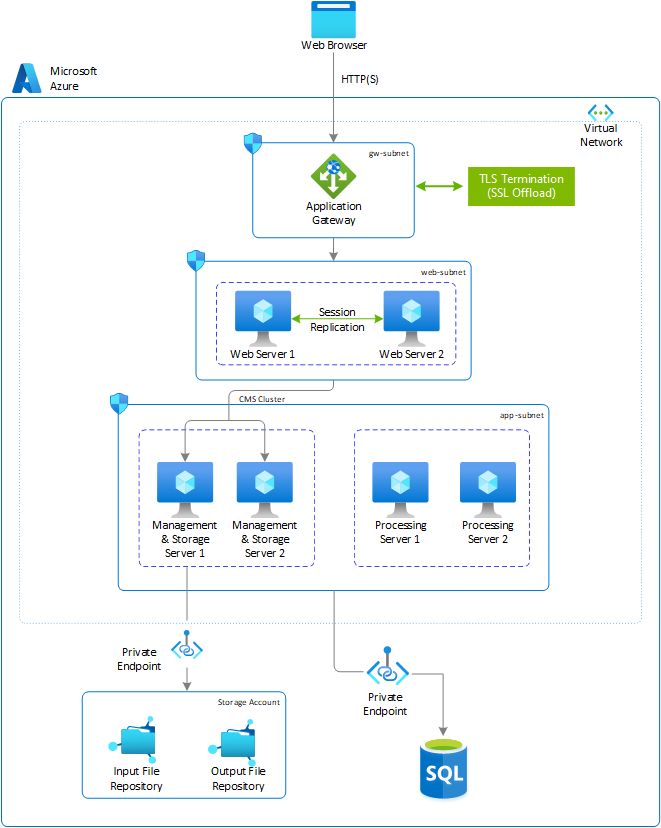 Web Browser
Microsoft
Azure
HTTP(S)
Virtual
Network
gw-subnet
Application
Gateway
TLS Termination
(SSL Offload)
web-subnet
Session
Replication
Web Server 1
Web Server 2
CMS Cluster
app-subnet
Management
& Storage
Server 1
Management
& Storage
Server 2
Processing
Server 1
Processing
Server 2
Private
Endpoint
Private
Endpoint
Storage Account
Input File
Repository
Output File
Repository
SQL